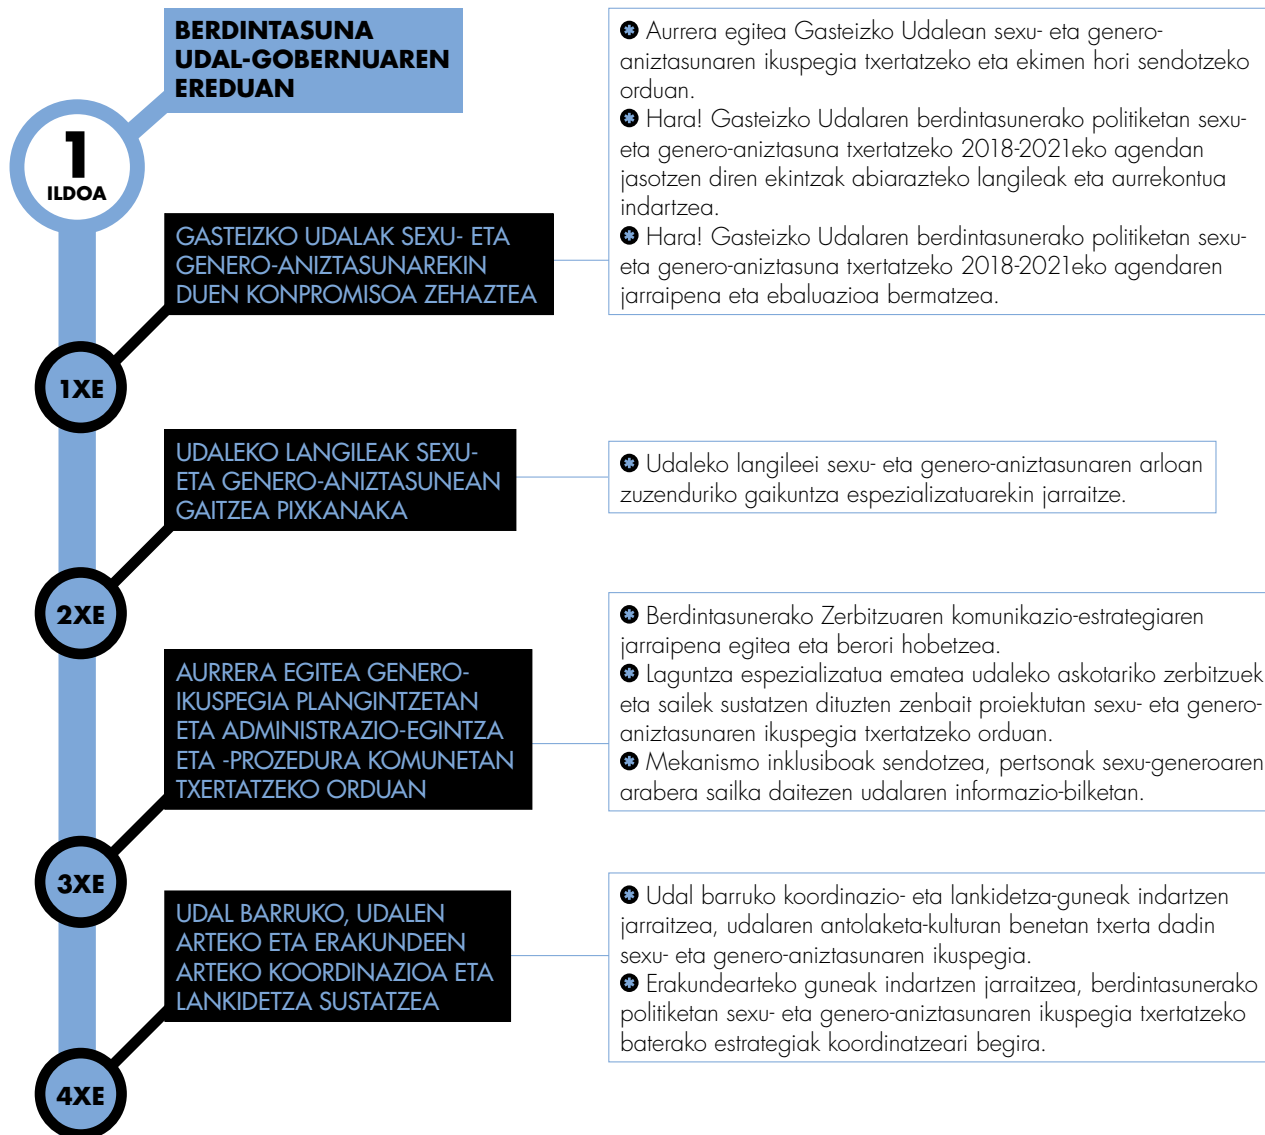 BERDINTASUNA
UDAL-GOBERNUAREN
EREDUAN
1
ILDOA
GASTEIZKO UDALAK SEXU- ETA
GENERO-ANIZTASUNAREKIN
DUEN KONPROMISOA ZEHAZTEA
Aurrera egitea Gasteizko Udalean sexu- eta genero-
aniztasunaren ikuspegia txertatzeko eta ekimen hori sendotzeko
orduan.
Hara! Gasteizko Udalaren berdintasunerako politiketan sexu-
eta genero-aniztasuna txertatzeko 2018-2021eko agendan
jasotzen diren ekintzak abiarazteko langileak eta aurrekontua
indartzea.
Hara! Gasteizko Udalaren berdintasunerako politiketan sexu-
eta genero-aniztasuna txertatzeko 2018-2021eko agendaren
jarraipena eta ebaluazioa bermatzea.
1XE
UDALEKO LANGILEAK SEXU-
ETA GENERO-ANIZTASUNEAN
GAITZEA PIXKANAKA
Udaleko langileei sexu- eta genero-aniztasunaren arloan
zuzenduriko gaikuntza espezializatuarekin jarraitze.
2XE
AURRERA EGITEA GENERO-
IKUSPEGIA PLANGINTZETAN
ETA ADMINISTRAZIO-EGINTZA
ETA -PROZEDURA KOMUNETAN
TXERTATZEKO ORDUAN
Berdintasunerako Zerbitzuaren komunikazio-estrategiaren
jarraipena egitea eta berori hobetzea.
Laguntza espezializatua ematea udaleko askotariko zerbitzuek
eta sailek sustatzen dituzten zenbait proiektutan sexu- eta genero-
aniztasunaren ikuspegia txertatzeko orduan.
Mekanismo inklusiboak sendotzea, pertsonak sexu-generoaren
arabera sailka daitezen udalaren informazio-bilketan.
3XE
UDAL BARRUKO, UDALEN
ARTEKO ETA ERAKUNDEEN
ARTEKO KOORDINAZIOA ETA
LANKIDETZA SUSTATZEA
Udal barruko koordinazio- eta lankidetza-guneak indartzen
jarraitzea, udalaren antolaketa-kulturan benetan txerta dadin
sexu- eta genero-aniztasunaren ikuspegia.
Erakundearteko guneak indartzen jarraitzea, berdintasunerako
politiketan sexu- eta genero-aniztasunaren ikuspegia txertatzeko
baterako estrategiak koordinatzeari begira.
4XE